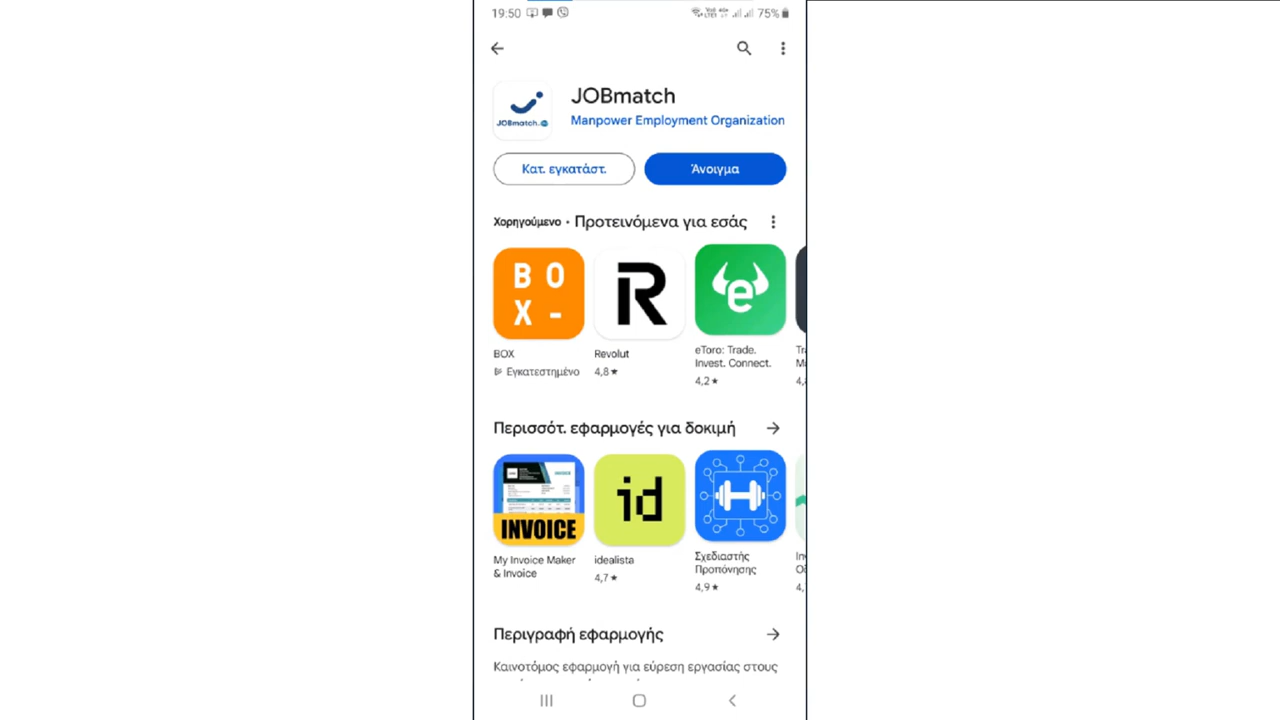 19:50
75%
JOBmatch
JOBmatch
Manpower Employment Organization
Κατ. εγκατάστ.
Άνοιγμα
Χορηγούμενο · Προτεινόμενα για εσάς
B O
X -
R
e
BOX
Εγκατεστημένο
Revolut
4,8★
eToro: Trade.
Invest. Connect.
4,2★
Περισσότ. εφαρμογές για δοκιμή
INVOICE
id
My Invoice Maker
& Invoice
idealista
4,7★
Σχεδιαστής
Προπόνησης
4,9★
Περιγραφή εφαρμογής
Καινοτόμος εφαρμογή για εύρεση εργασίας στους